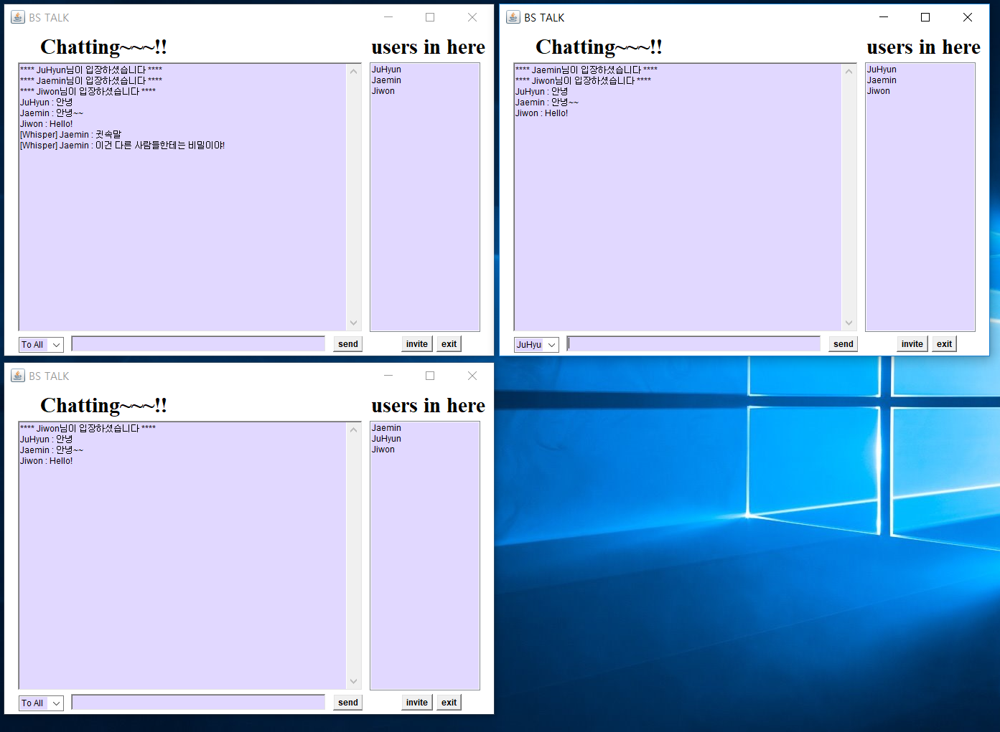 BS TALK
Chatting~~~!!
users in here
**** JuHyun님이 입장하셨습니다 ****
**** Jaemin님이 입장하셨습니다 ****
**** Jiwon님이 입장하셨습니다 ****
JuHyun : 안녕
Jaemin : 안녕~~
Jiwon : Hello!
[Whisper] Jaemin : 귓속말
[Whisper] Jaemin : 이건 다른 사람들한테는 비밀이야!
JuHyun
Jaemin
Jiwon
To All
send
invite
exit
BS TALK
Chatting~~~!!
users in here
**** Jaemin님이 입장하셨습니다 ****
**** Jiwon님이 입장하셨습니다 ****
JuHyun : 안녕
Jaemin : 안녕~~
Jiwon : Hello!
JuHyun
Jaemin
Jiwon
JuHyu
send
invite
exit
BS TALK
Chatting~~~!!
users in here
**** Jiwon님이 입장하셨습니다 ****
JuHyun : 안녕
Jaemin : 안녕~~
Jiwon : Hello!
Jaemin
JuHyun
Jiwon
To All
send
invite
exit